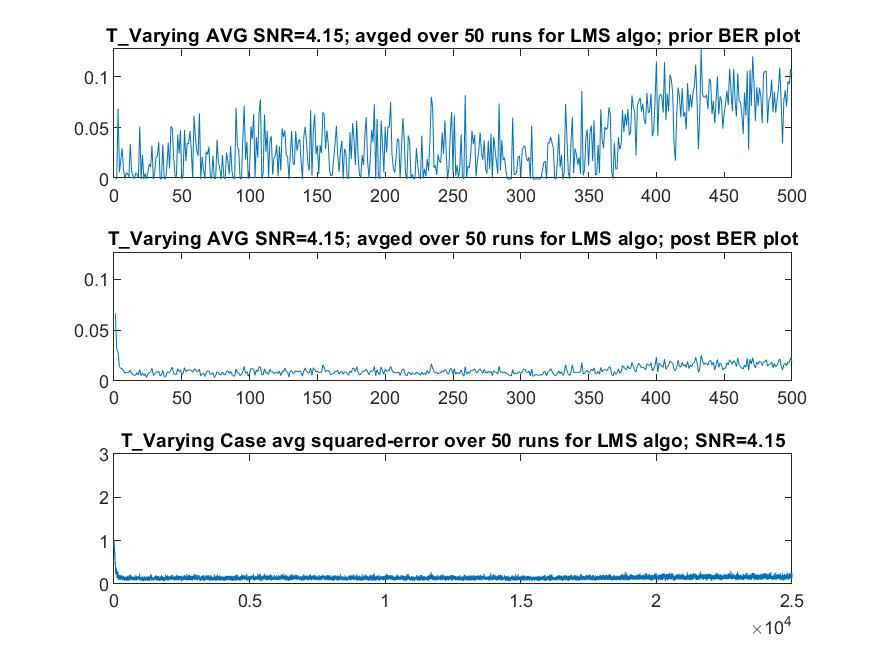 T_Varying AVG SNR=4.15; avged over 50 runs for LMS algo; prior BER plot
0.1
0.05
0
0 50 100 150 200 250 300 350 400 450 500
T_Varying AVG SNR=4.15; avged over 50 runs for LMS algo; post BER plot
0.1
0.05
0
0 50 100 150 200 250 300 350 400 450 500
T_Varying Case avg squared-error over 50 runs for LMS algo; SNR=4.15
3
2
1
0
0 0.5 1 1.5 2 2.5
×10⁴